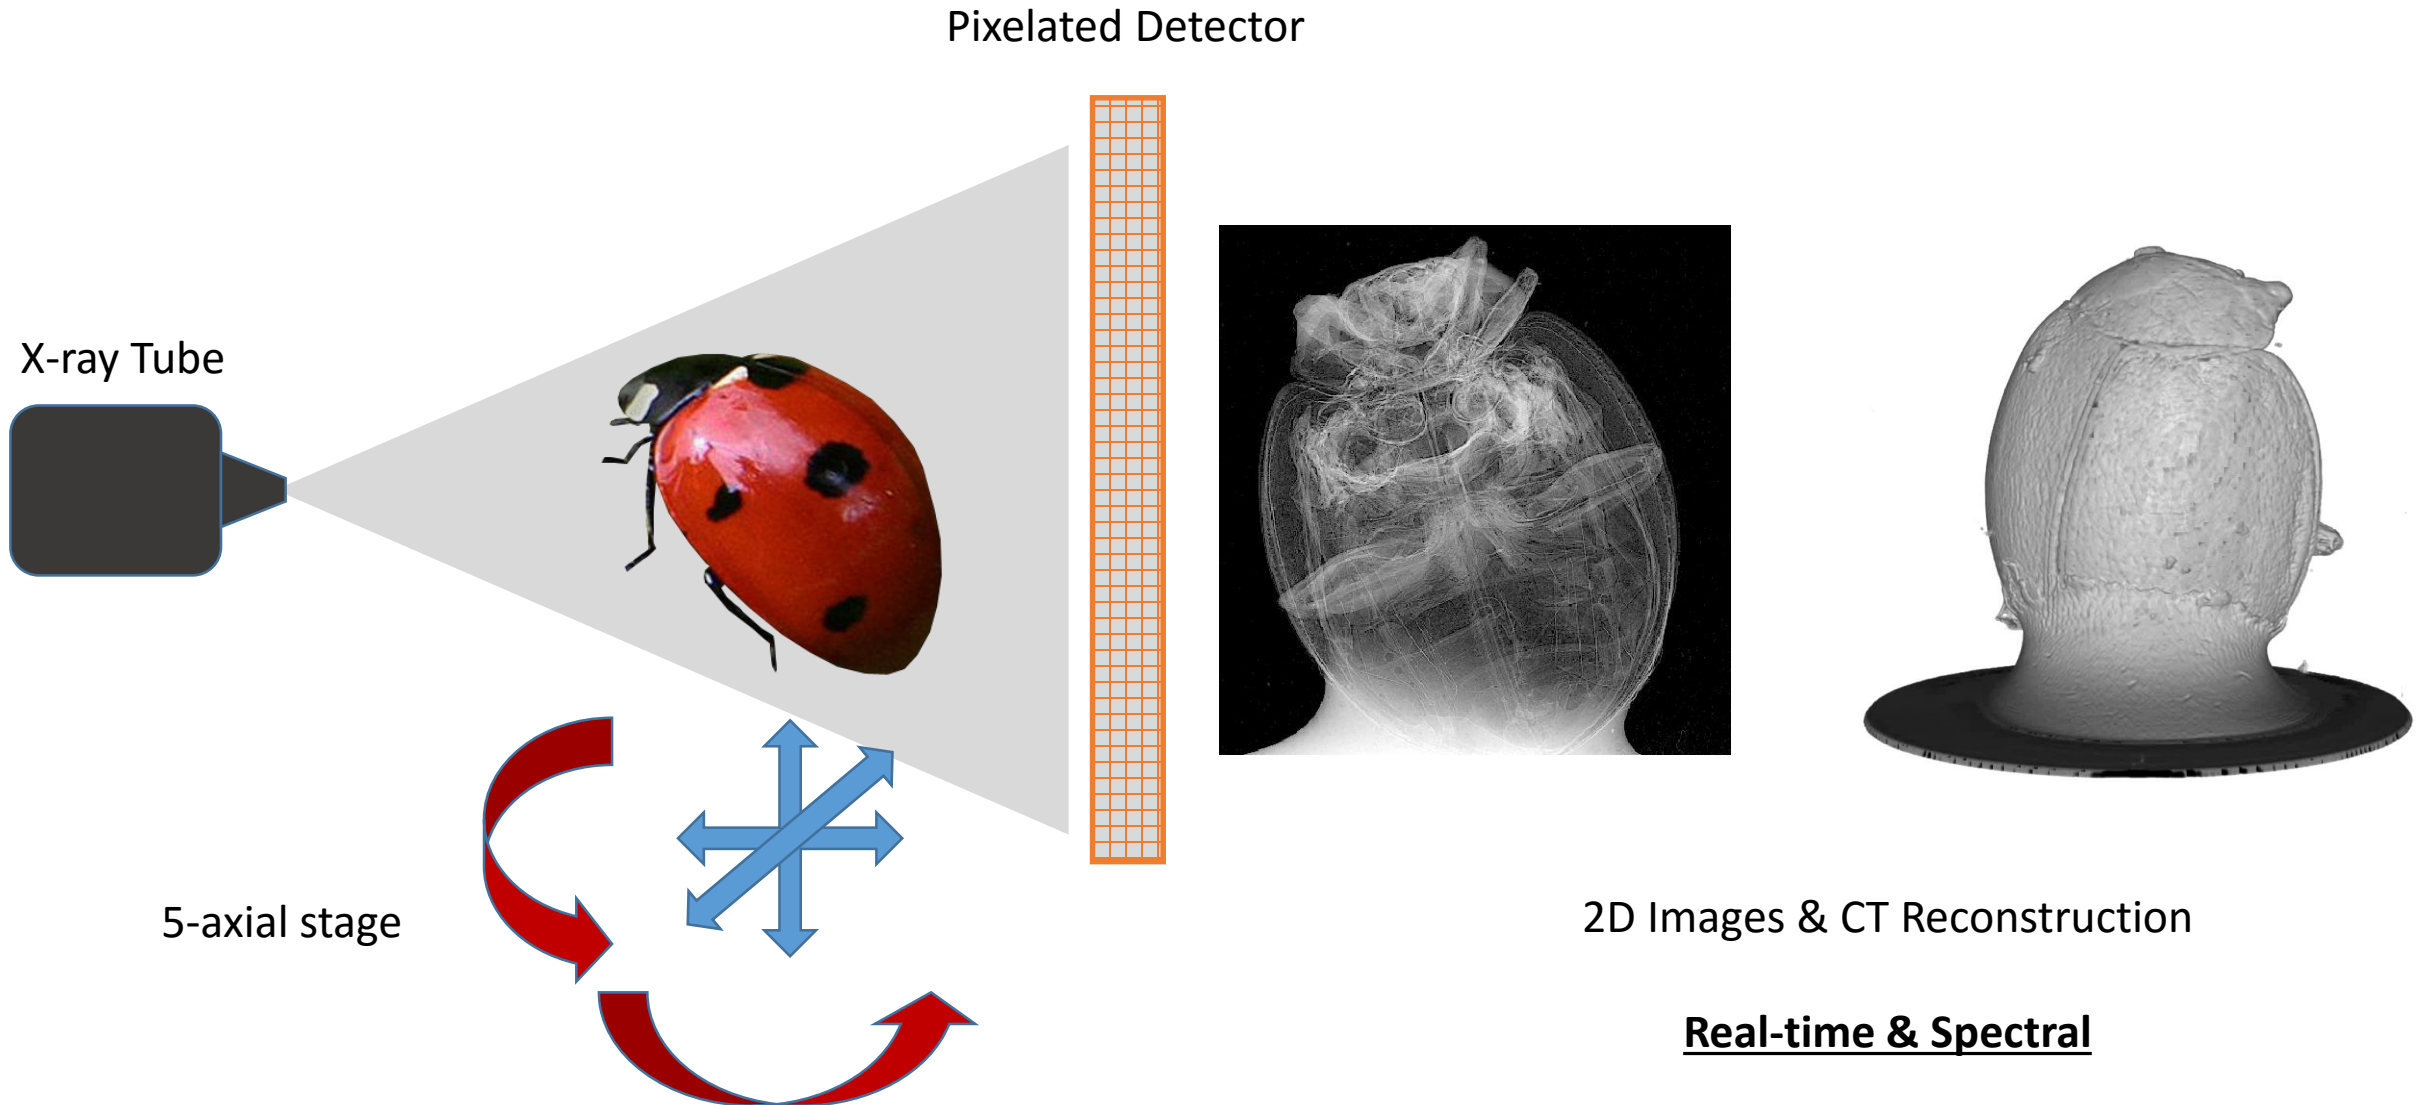 Pixelated Detector
X-ray Tube
5-axial stage
2D Images & CT Reconstruction
Real-time & Spectral